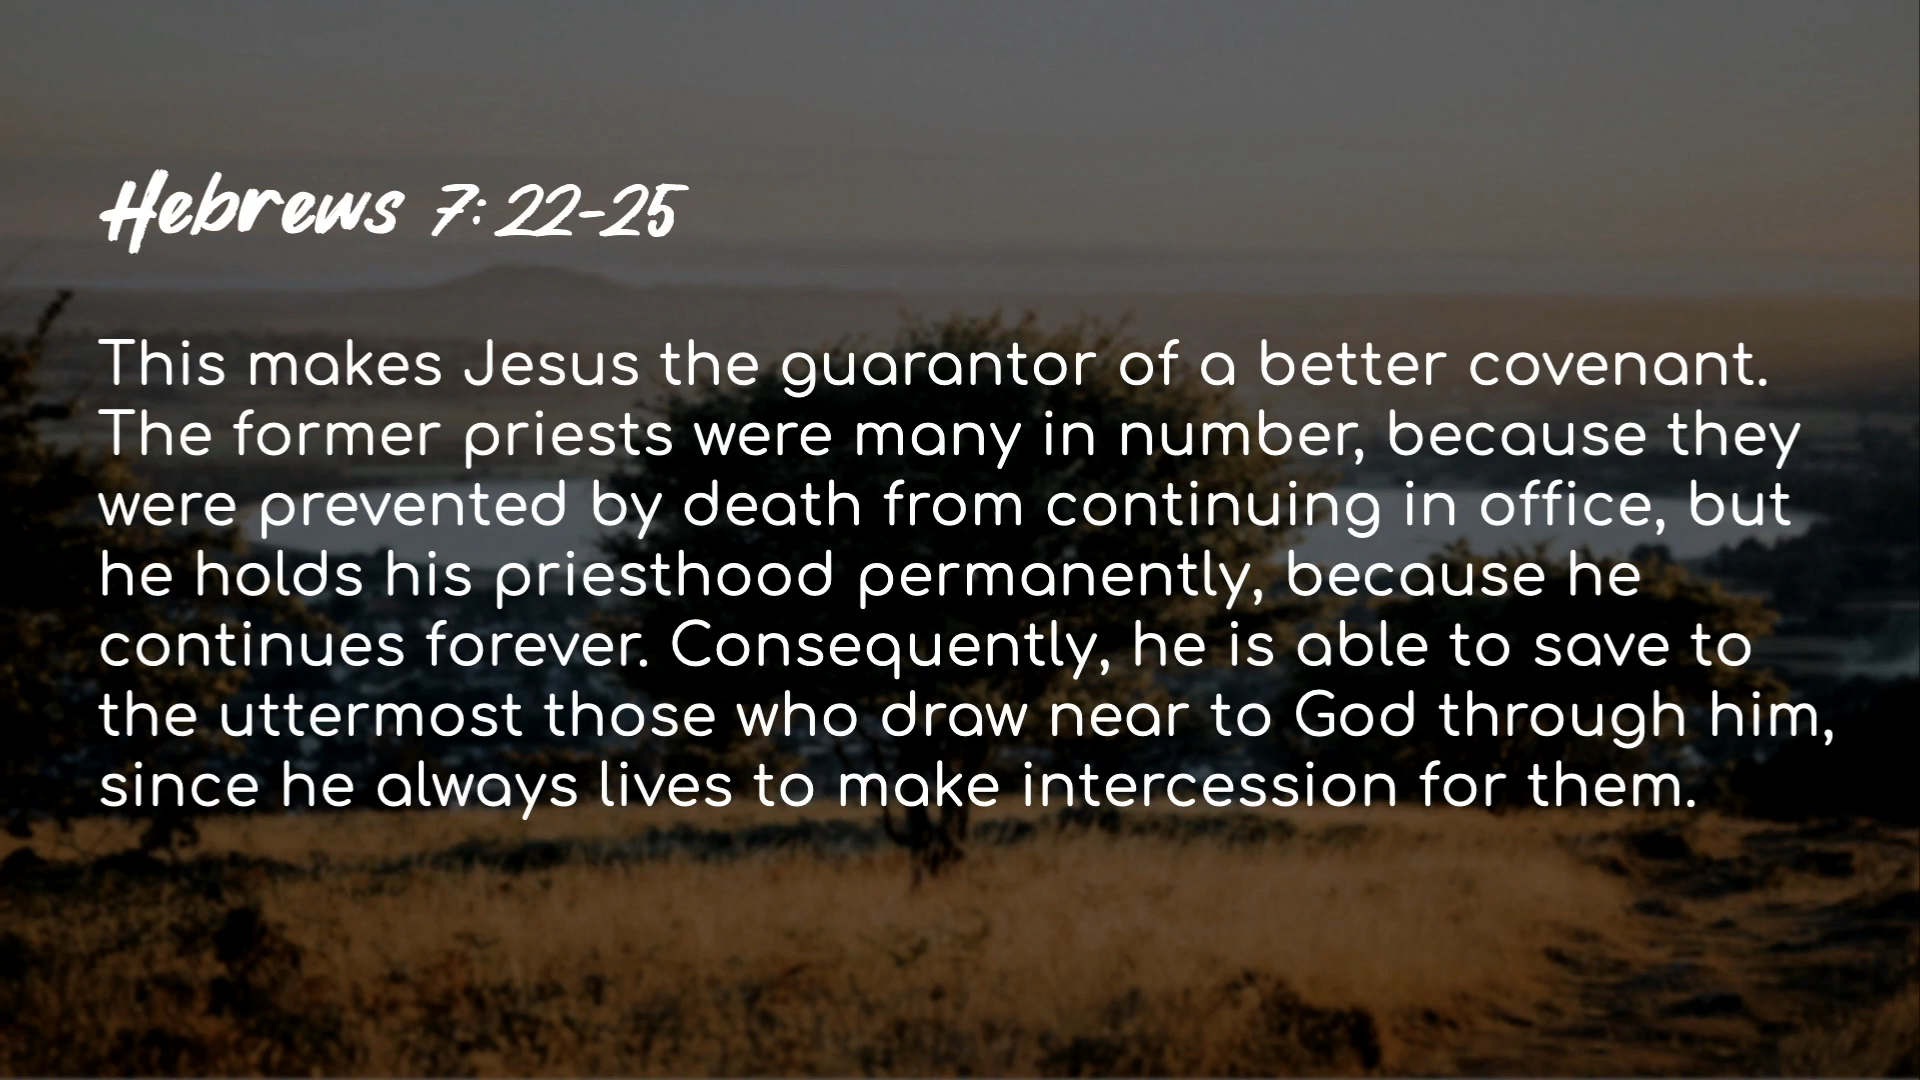 Hebrews 7:22-25
This makes Jesus the guarantor of a better covenant.
The former priests were many in number, because they
were prevented by death from continuing in office, but
he holds his priesthood permanently, because he
continues forever. Consequently, he is able to save to
the uttermost those who draw near to God through him,
since he always lives to make intercession for them.